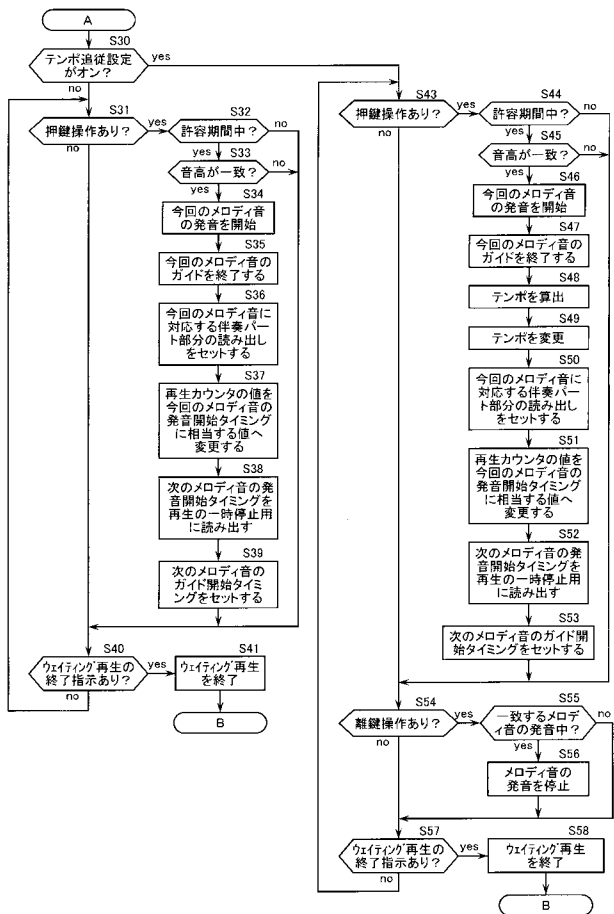 A
S30
テンポ追従設定
がオン？
yes
no
S31
押鍵操作あり？
yes
no
S32
許容期間中？
no
yes
S33
音高が一致？
no
yes
S34
今回のメロディ音
の発音を開始
S35
今回のメロディ音の
ガイドを終了する
S36
今回のメロディ音に
対応する伴奏パー
ト部分の読み出し
をセットする
S37
再生カウンタの値を
今回のメロディ音の
発音開始タイミング
に相当する値へ
変更する
S38
次のメロディ音の発
音開始タイミングを
再生の一時停止用
に読み出す
S39
次のメロディ音の
ガイド開始タイミ
ングをセットする
S40
ウェイティング再生の
終了指示あり？
yes
no
S41
ウェイティング再生
を終了
B
S43
押鍵操作あり？
yes
no
S44
許容期間中？
no
yes
S45
音高が一致？
no
yes
S46
今回のメロディ音
の発音を開始
S47
今回のメロディ音の
ガイドを終了する
S48
テンポを算出
S49
テンポを変更
S50
今回のメロディ音に
対応する伴奏パー
ト部分の読み出し
をセットする
S51
再生カウンタの値を
今回のメロディ音の
発音開始タイミング
に相当する値へ
変更する
S52
次のメロディ音の発
音開始タイミングを
再生の一時停止用
に読み出す
S53
次のメロディ音のガイド開
始タイミングをセットする
S54
離鍵操作あり？
yes
no
S55
一致するメロデ
ィ音の発音中？
no
yes
S56
メロディ音の
発音を停止
S57
ウェイティング再生の
終了指示あり？
yes
no
S58
ウェイティング再生
を終了
B